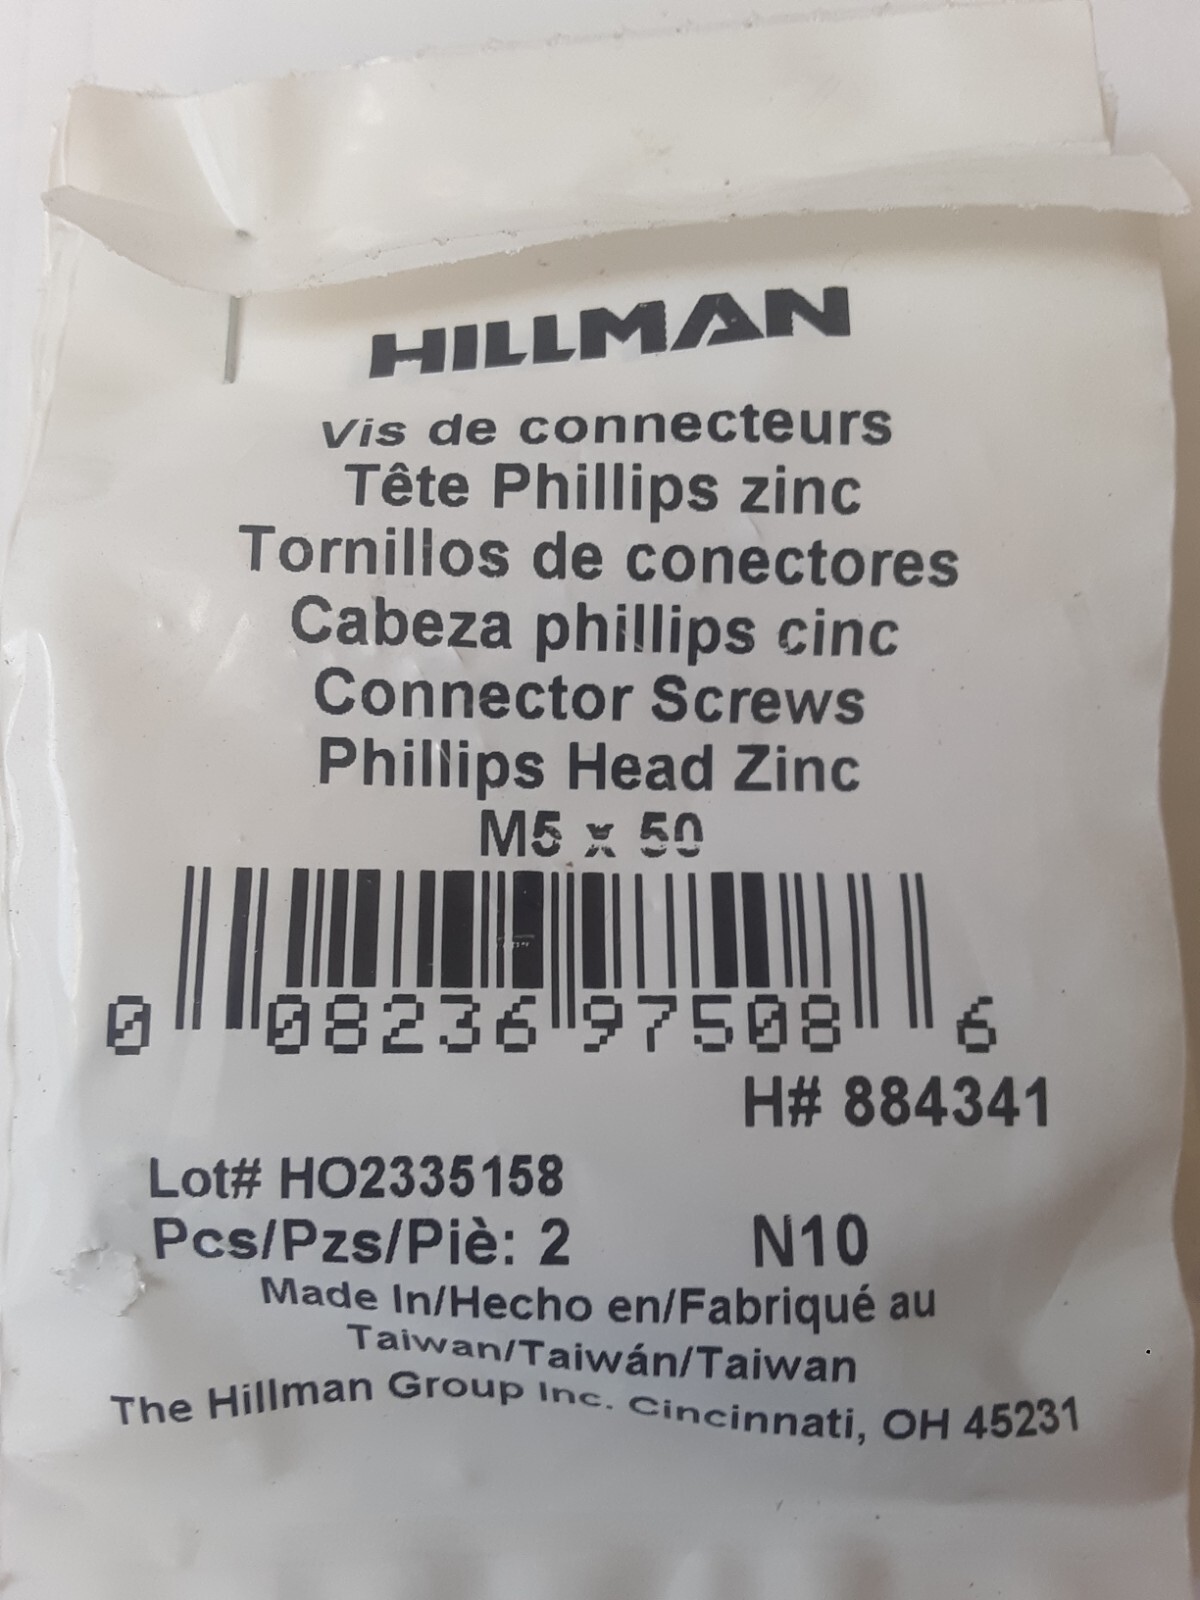 HILLMAN
Vis de connecteurs
Tête Phillips zinc
Tornillos de conectores
Cabeza phillips cinc
Connector Screws
Phillips Head Zinc
M5 x 50
0 08236 97508 6
H# 884341
Lot# HO2335158
Pcs/Pzs/Piè: 2 N10
Made In/Hecho en/Fabriqué au
Taiwan/Taiwán/Taiwan
The Hillman Group Inc. Cincinnati, OH 45231